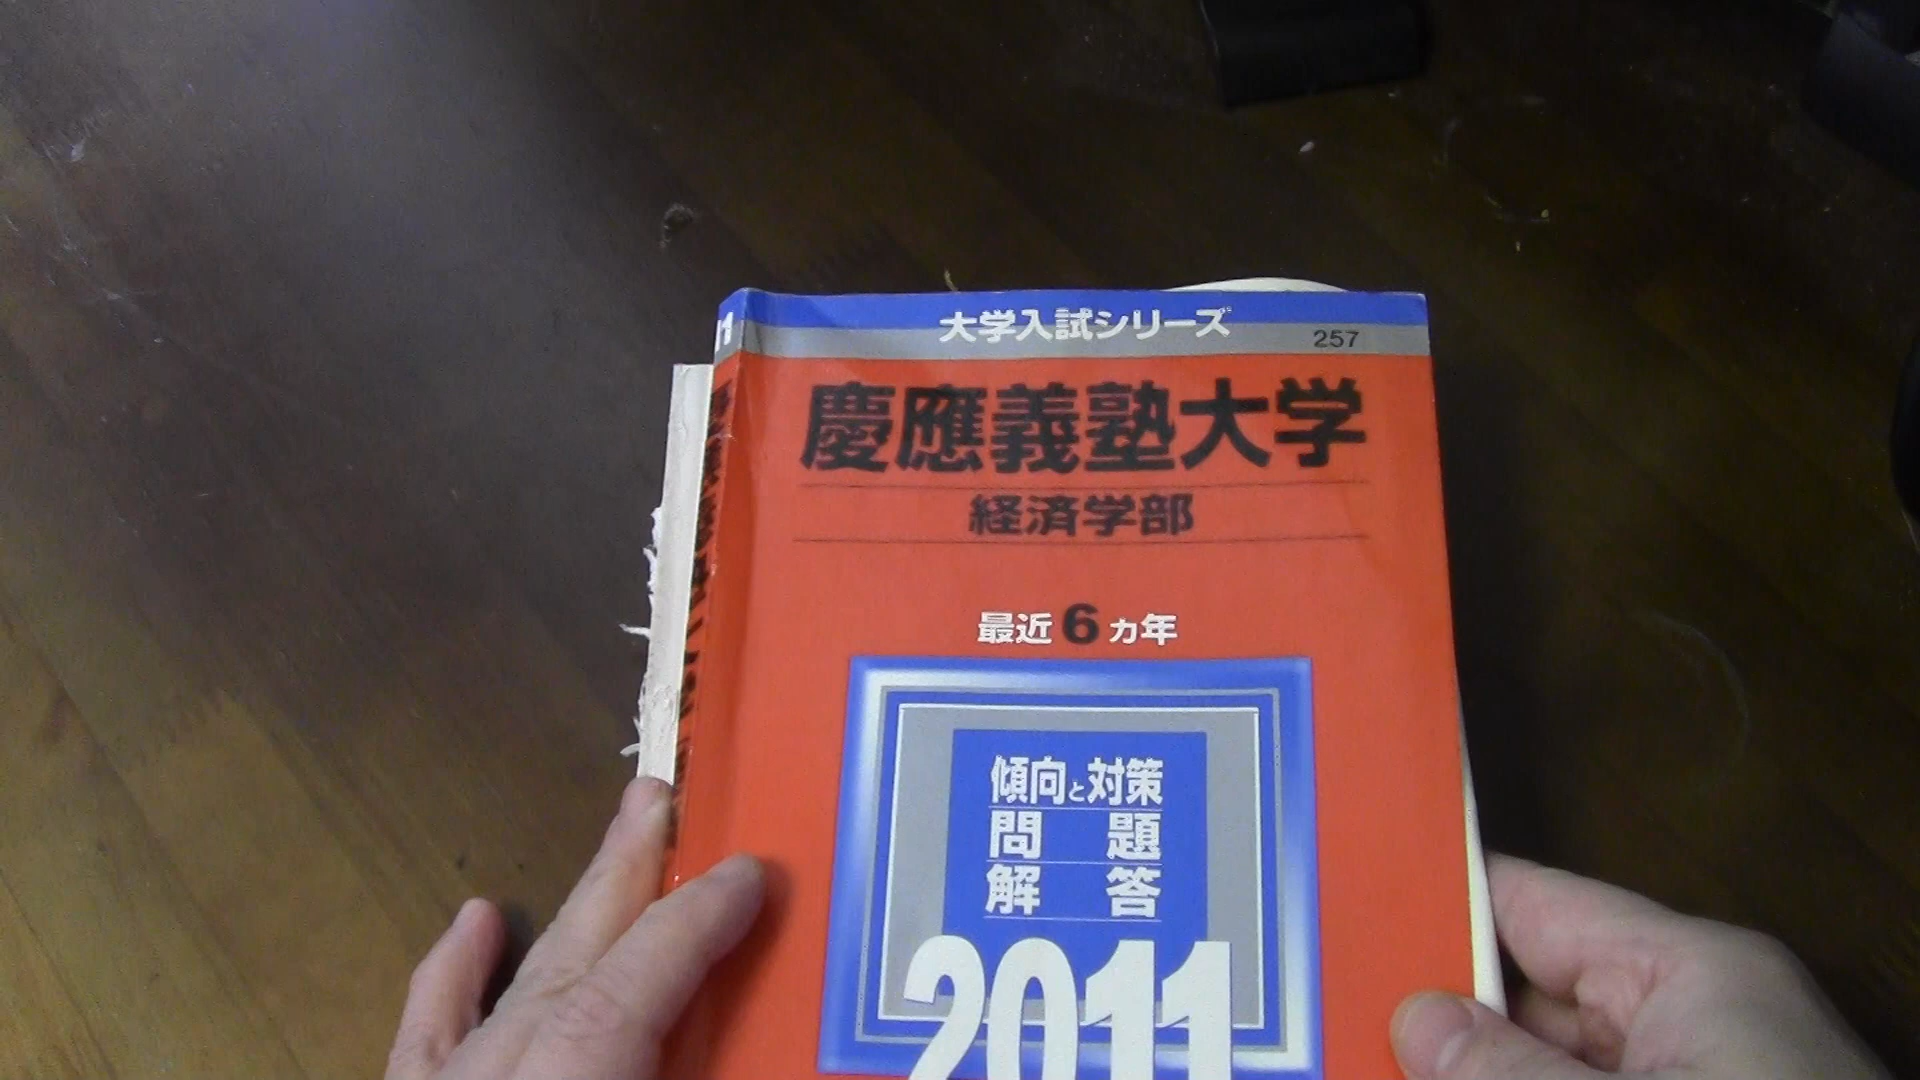 大学入試シリーズ
257
慶應義塾大学
経済学部
最近6ヵ年
傾向と対策
問題
解答
2011